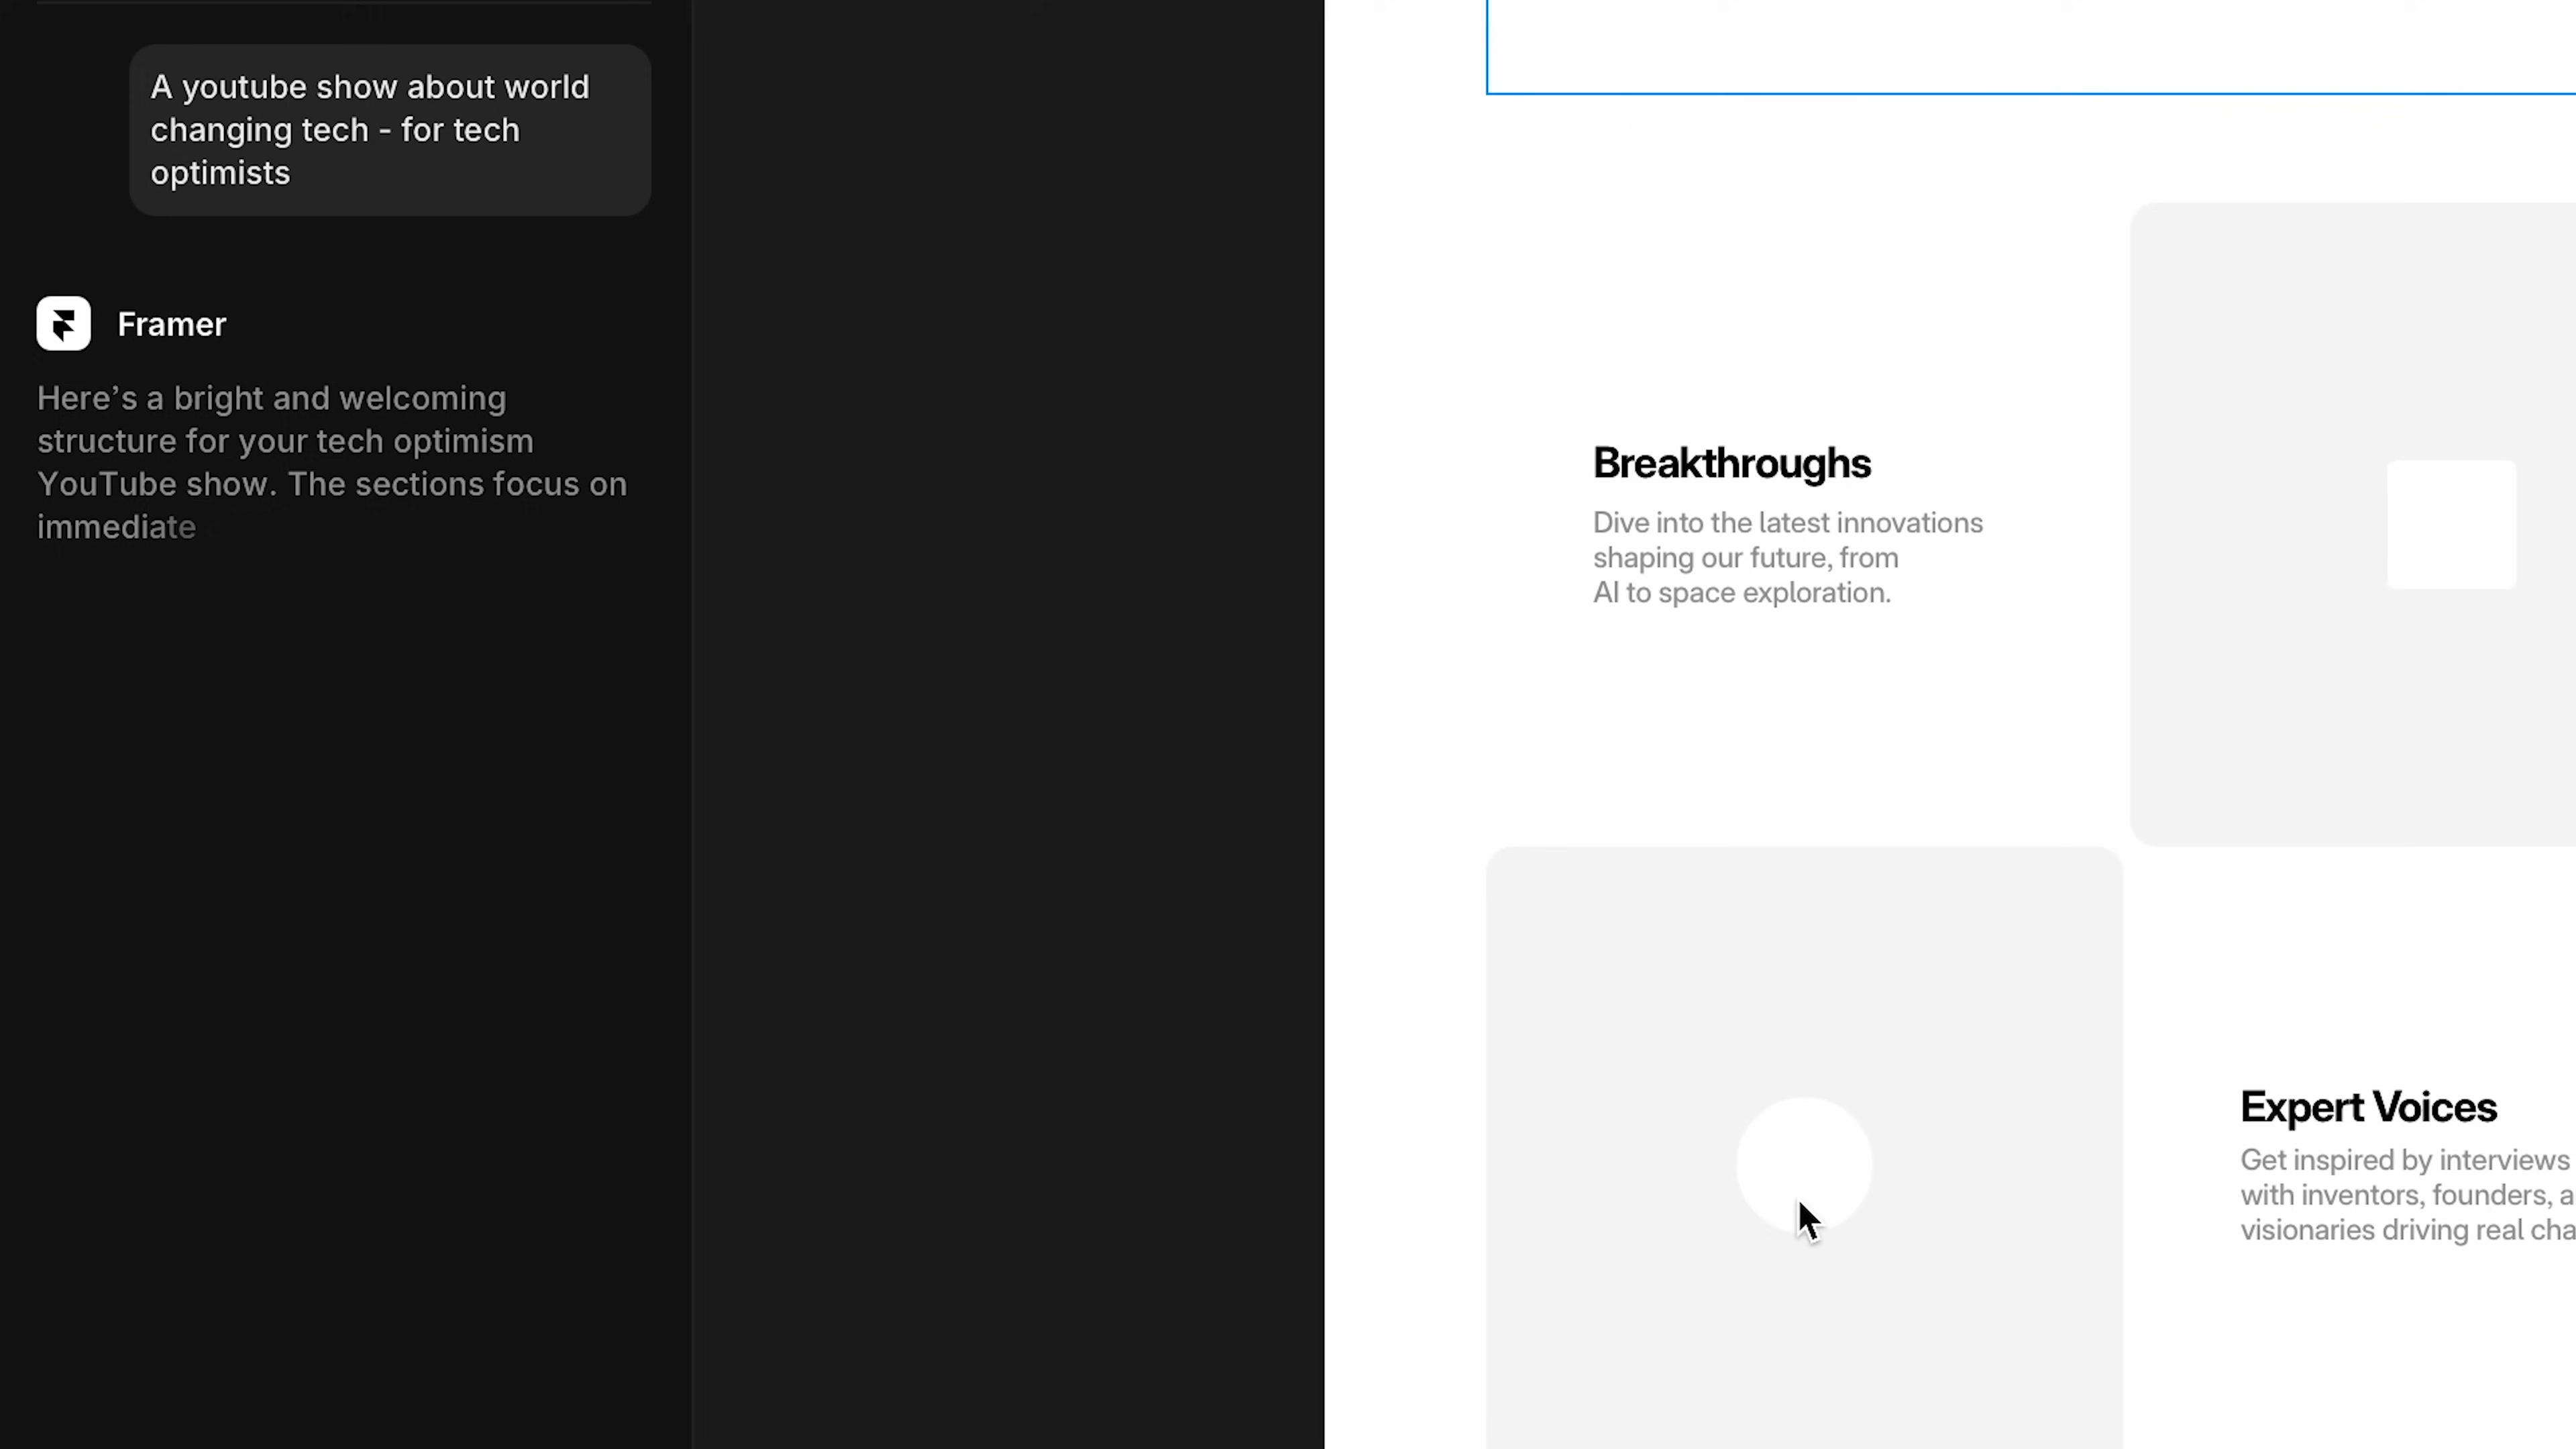 A youtube show about world
changing tech - for tech
optimists
Framer
Here’s a bright and welcoming
structure for your tech optimism
YouTube show. The sections focus on
immediate
Breakthroughs
Dive into the latest innovations
shaping our future, from
AI to space exploration.
Expert Voices
Get inspired by interviews
with inventors, founders, a
visionaries driving real cha